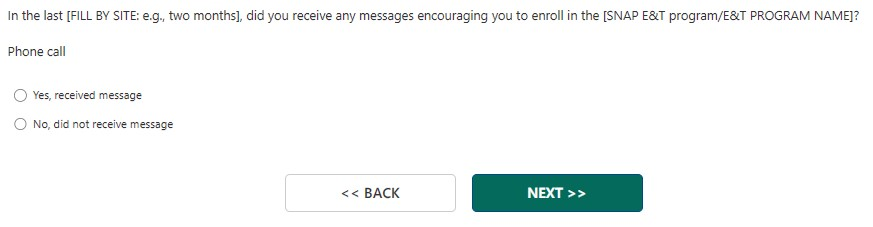 In the last [FILL BY SITE: e.g., two months], did you receive any messages encouraging you to enroll in the [SNAP E&T program/E&T PROGRAM NAME]?
Phone call
Yes, received message
No, did not receive message
<< BACK
NEXT >>